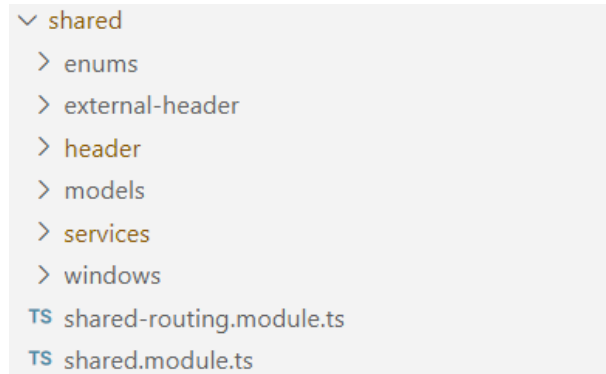 shared
enums
external-header
header
models
services
windows
TS shared-routing.module.ts
TS shared.module.ts